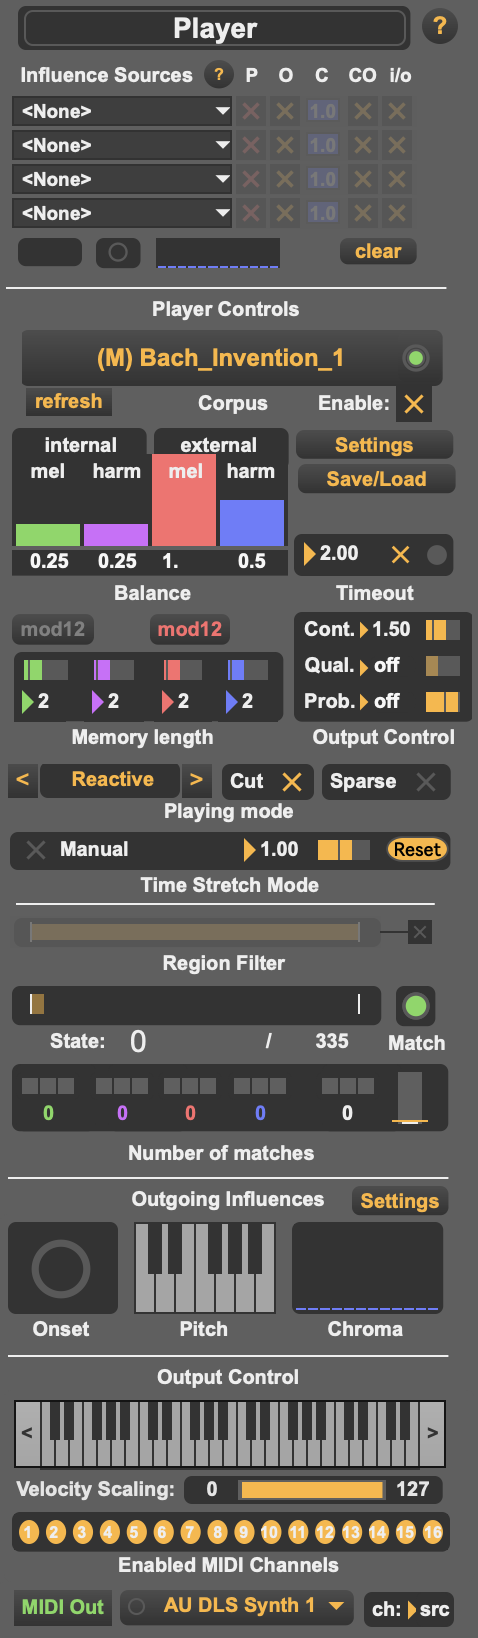 Player ?
Influence Sources ? P O C CO i/o
<None> 1.0
<None> 1.0
<None> 1.0
<None> 1.0
clear
Player Controls
(M) Bach_Invention_1
refresh Corpus Enable:
internal external Settings
mel harm mel harm
Save/Load
0.25 0.25 1. 0.5 2.00
Balance Timeout
mod12 mod12 Cont. 1.50
Qual. off
2 2 2 2 Prob. off
Memory length Output Control
< Reactive > Cut Sparse
Playing mode
Manual 1.00 Reset
Time Stretch Mode
Region Filter
State: 0 / 335 Match
0 0 0 0 0
Number of matches
Outgoing Influences Settings
Onset Pitch Chroma
Output Control
< >
Velocity Scaling: 0 127
1 2 3 4 5 6 7 8 9 10 11 12 13 14 15 16
Enabled MIDI Channels
MIDI Out AU DLS Synth 1 ch: src